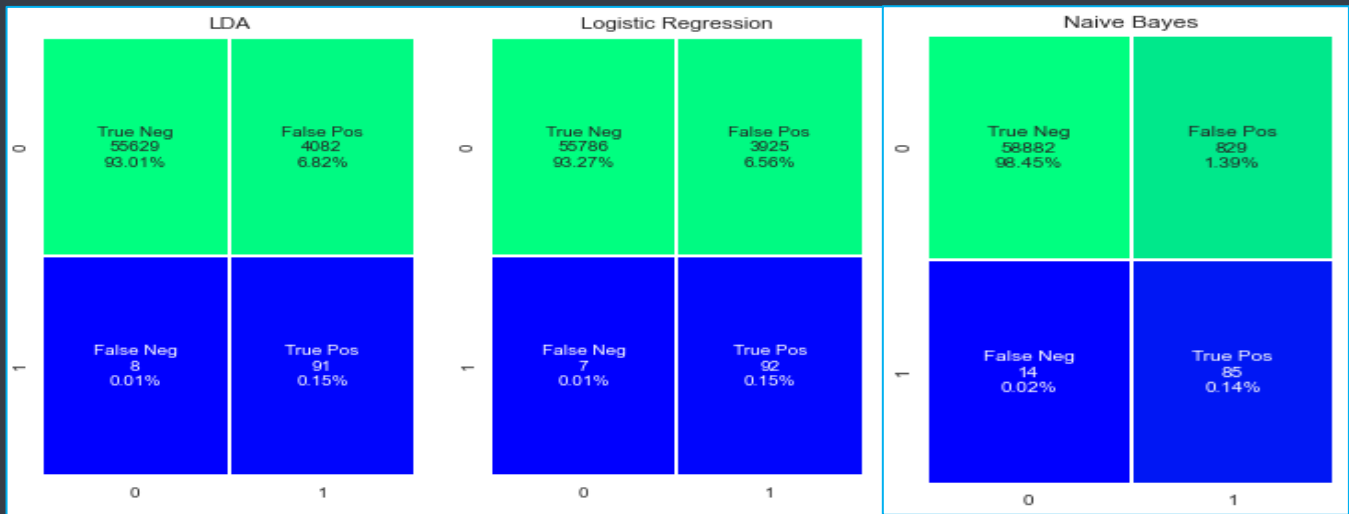 LDA
0
True Neg
55629
93.01%
False Pos
4082
6.82%
1
False Neg
8
0.01%
True Pos
91
0.15%
0 1
Logistic Regression
0
True Neg
55786
93.27%
False Pos
3925
6.56%
1
False Neg
7
0.01%
True Pos
92
0.15%
0 1
Naive Bayes
0
True Neg
58882
98.45%
False Pos
829
1.39%
1
False Neg
14
0.02%
True Pos
85
0.14%
0 1